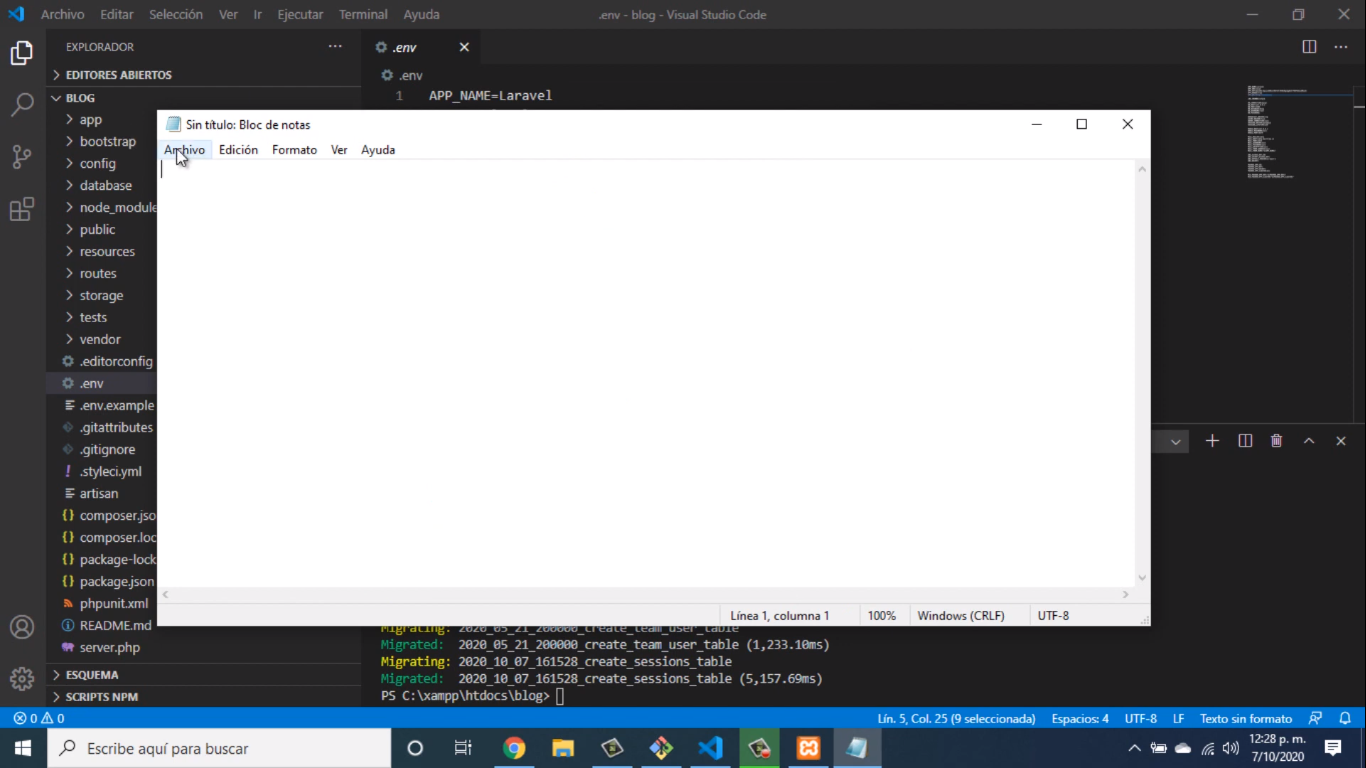 Archivo Editar Selección Ver Ir Ejecutar Terminal Ayuda .env - blog - Visual Studio Code
EXPLORADOR
.env
EDITORES ABIERTOS
.env
BLOG
1 APP_NAME=Laravel
app
bootstrap
config
database
node_module
public
resources
routes
storage
tests
vendor
.editorconfig
.env
.env.example
.gitattributes
.gitignore
.styleci.yml
artisan
composer.jso
composer.loc
package-lock
package.json
phpunit.xml
README.md
server.php
ESQUEMA
SCRIPTS NPM
Sin título: Bloc de notas
Archivo Edición Formato Ver Ayuda
Línea 1, columna 1 100% Windows (CRLF) UTF-8
Migrating: 2020_05_21_200000_create_team_user_table
Migrated: 2020_05_21_200000_create_team_user_table (1,233.10ms)
Migrating: 2020_10_07_161528_create_sessions_table
Migrated: 2020_10_07_161528_create_sessions_table (5,157.69ms)
PS C:\xampp\htdocs\blog>
0 0 Lín. 5, Col. 25 (9 seleccionada) Espacios: 4 UTF-8 LF Texto sin formato
Escribe aquí para buscar
12:28 p. m.
7/10/2020